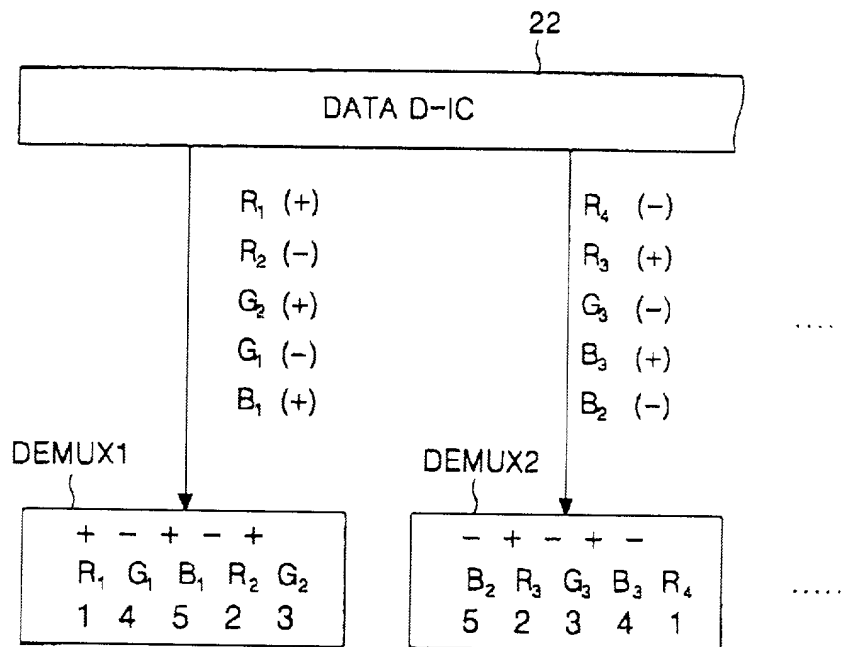 22
DATA D-IC
R₁ (+)
R₂ (−)
G₂ (+)
G₁ (−)
B₁ (+)
R₄ (−)
R₃ (+)
G₃ (−)
B₃ (+)
B₂ (−)
....
DEMUX1
+ − + − +
R₁ G₁ B₁ R₂ G₂
1 4 5 2 3
DEMUX2
− + − + −
B₂ R₃ G₃ B₃ R₄
5 2 3 4 1
.....